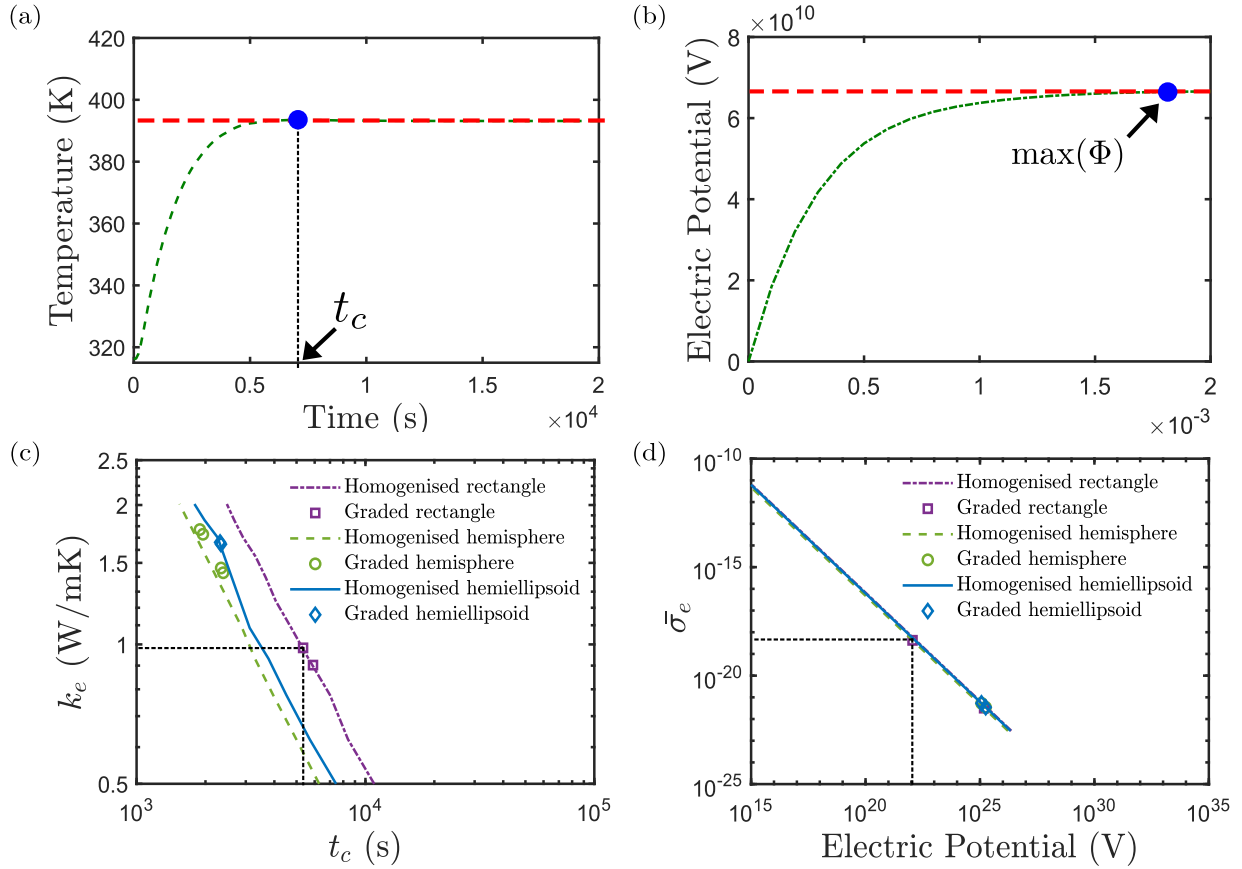 (a)
420
400
380
360
340
320
Temperature (K)
t_c
0
0.5
1
1.5
2
Time (s)
×10^4
(b)
×10^10
8
6
4
2
0
Electric Potential (V)
max(Φ)
0
0.5
1
1.5
2
×10^-3
(c)
2.5
2
1.5
1
0.5
k_e (W/mK)
Homogenised rectangle
Graded rectangle
Homogenised hemisphere
Graded hemisphere
Homogenised hemiellipsoid
Graded hemiellipsoid
10^3
10^4
10^5
t_c (s)
(d)
10^-10
10^-15
10^-20
10^-25
σ̄_e
Homogenised rectangle
Graded rectangle
Homogenised hemisphere
Graded hemisphere
Homogenised hemiellipsoid
Graded hemiellipsoid
10^15
10^20
10^25
10^30
10^35
Electric Potential (V)